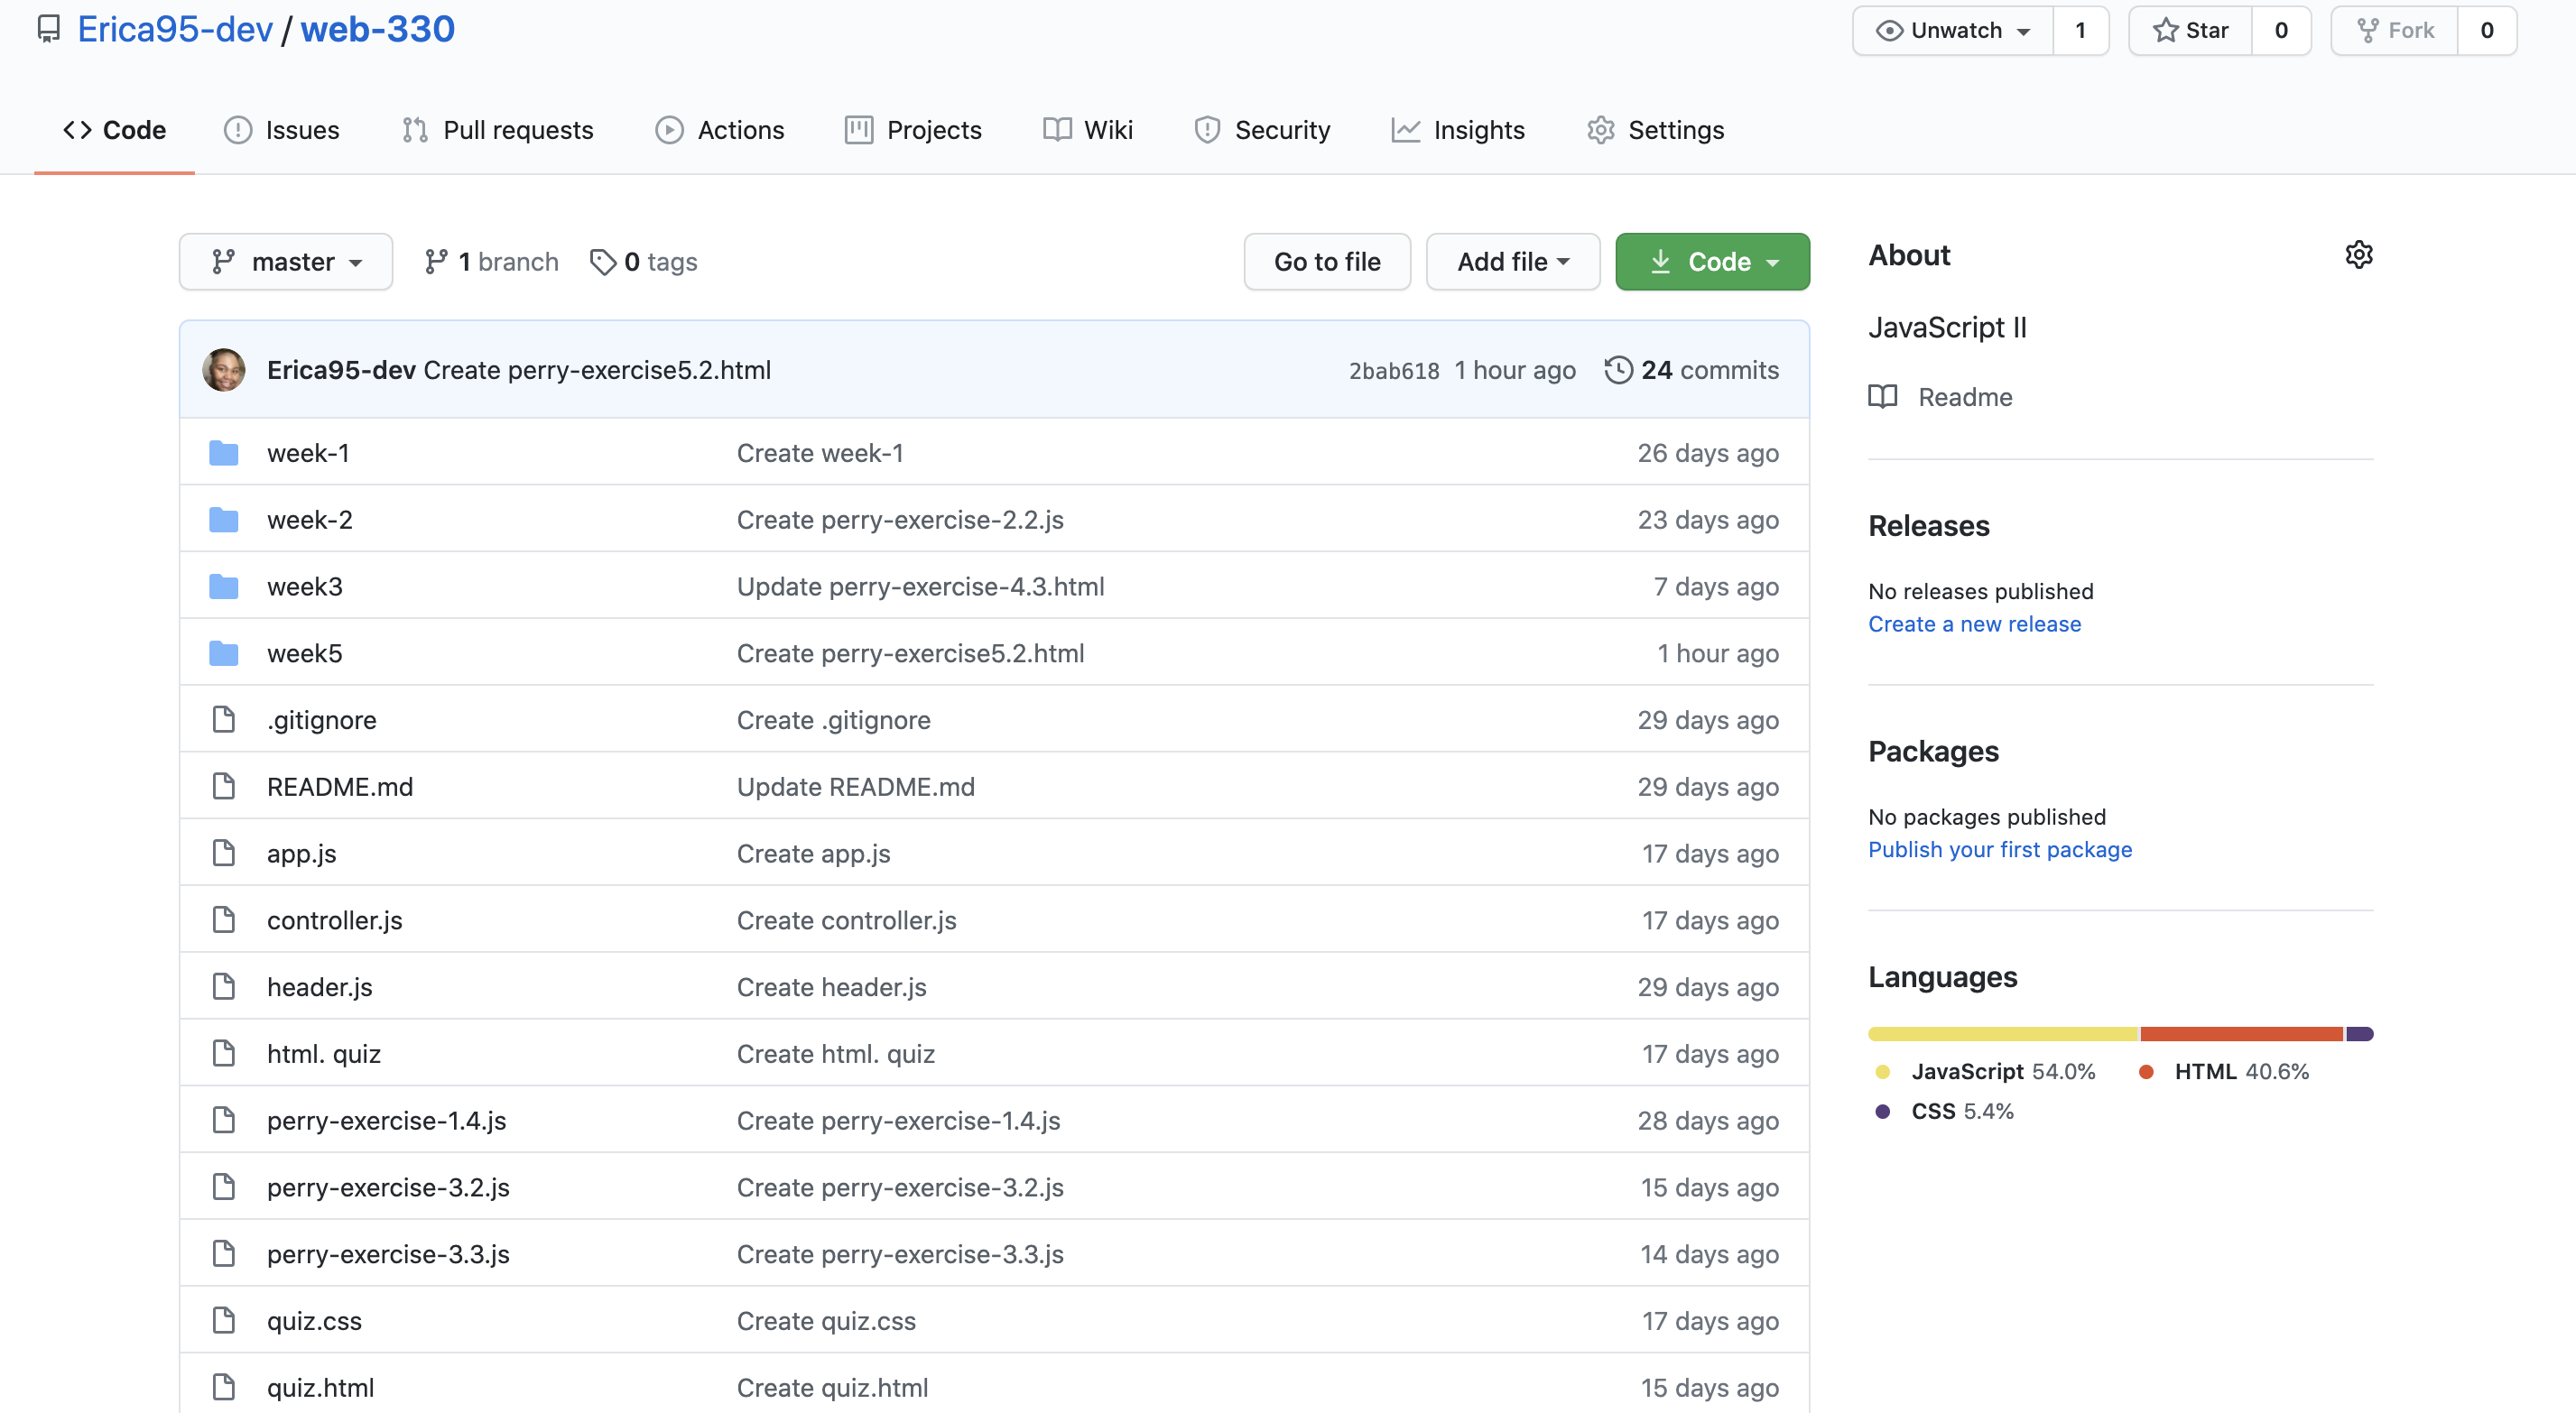 Erica95-dev / web-330
Unwatch 1 Star 0 Fork 0
Code Issues Pull requests Actions Projects Wiki Security Insights Settings
master 1 branch 0 tags Go to file Add file Code
Erica95-dev Create perry-exercise5.2.html 2bab618 1 hour ago 24 commits
week-1 Create week-1 26 days ago
week-2 Create perry-exercise-2.2.js 23 days ago
week3 Update perry-exercise-4.3.html 7 days ago
week5 Create perry-exercise5.2.html 1 hour ago
.gitignore Create .gitignore 29 days ago
README.md Update README.md 29 days ago
app.js Create app.js 17 days ago
controller.js Create controller.js 17 days ago
header.js Create header.js 29 days ago
html. quiz Create html. quiz 17 days ago
perry-exercise-1.4.js Create perry-exercise-1.4.js 28 days ago
perry-exercise-3.2.js Create perry-exercise-3.2.js 15 days ago
perry-exercise-3.3.js Create perry-exercise-3.3.js 14 days ago
quiz.css Create quiz.css 17 days ago
quiz.html Create quiz.html 15 days ago
About
JavaScript II
Readme
Releases
No releases published
Create a new release
Packages
No packages published
Publish your first package
Languages
JavaScript 54.0% HTML 40.6%
CSS 5.4%